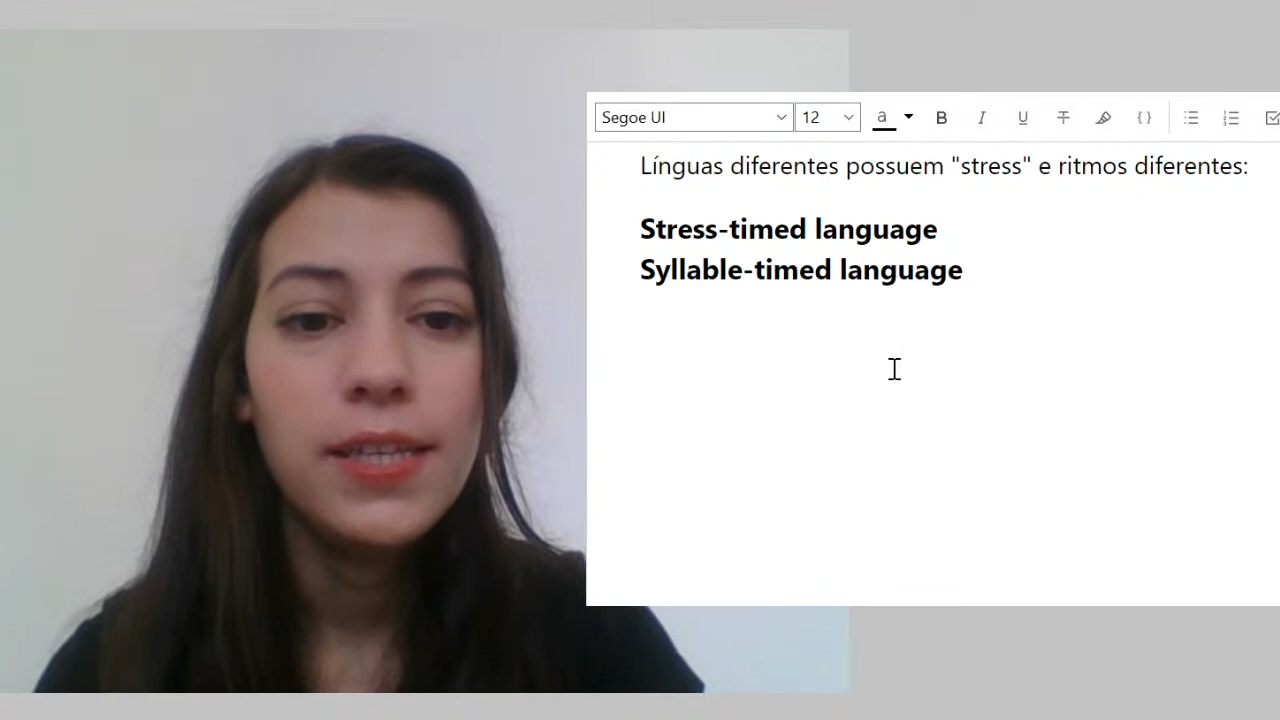 Segoe UI 12 a B I U T { }
Línguas diferentes possuem "stress" e ritmos diferentes:
Stress-timed language
Syllable-timed language